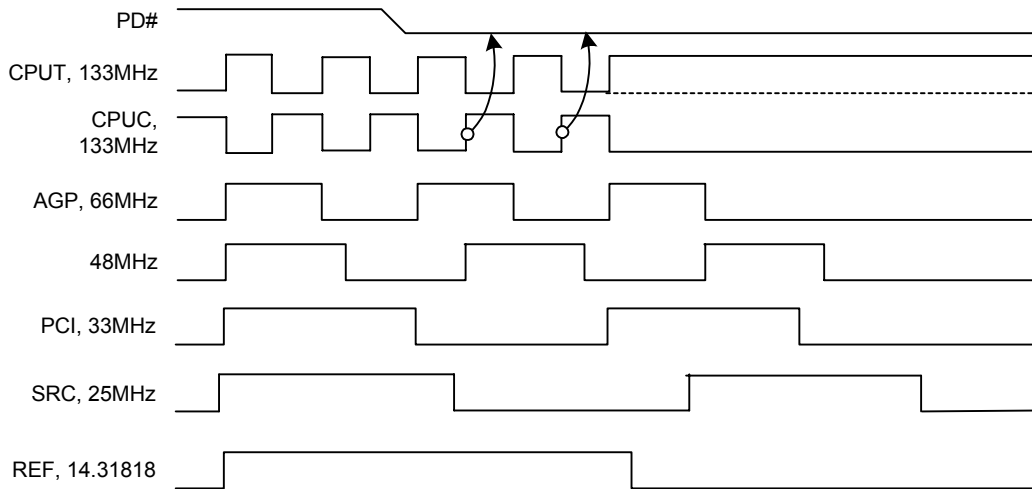 PD#
CPUT, 133MHz
CPUC,
133MHz
AGP, 66MHz
48MHz
PCI, 33MHz
SRC, 25MHz
REF, 14.31818